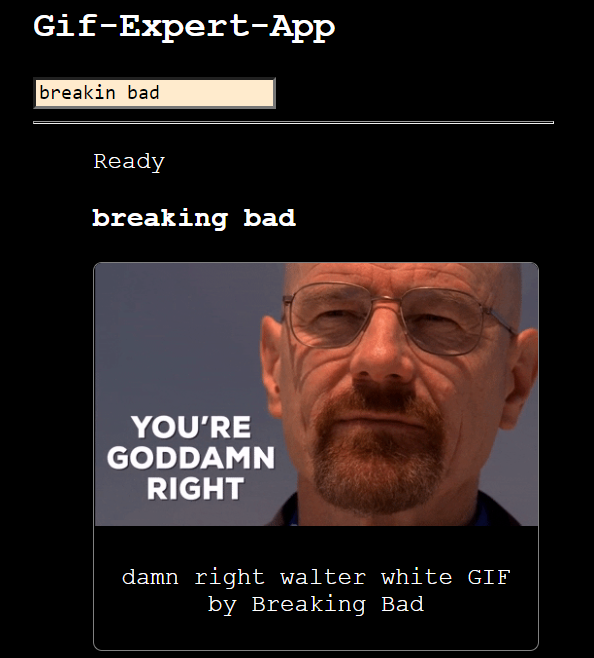 Gif-Expert-App
breakin bad
Ready
breaking bad
YOU'RE
GODDAMN
RIGHT
damn right walter white GIF
by Breaking Bad